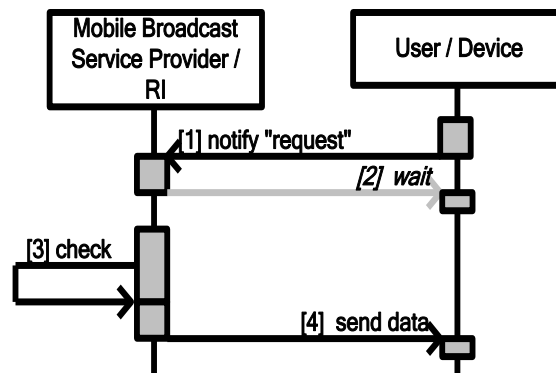 Mobile Broadcast
Service Provider /
RI
User / Device
[1] notify "request"
[2] wait
[3] check
[4] send data